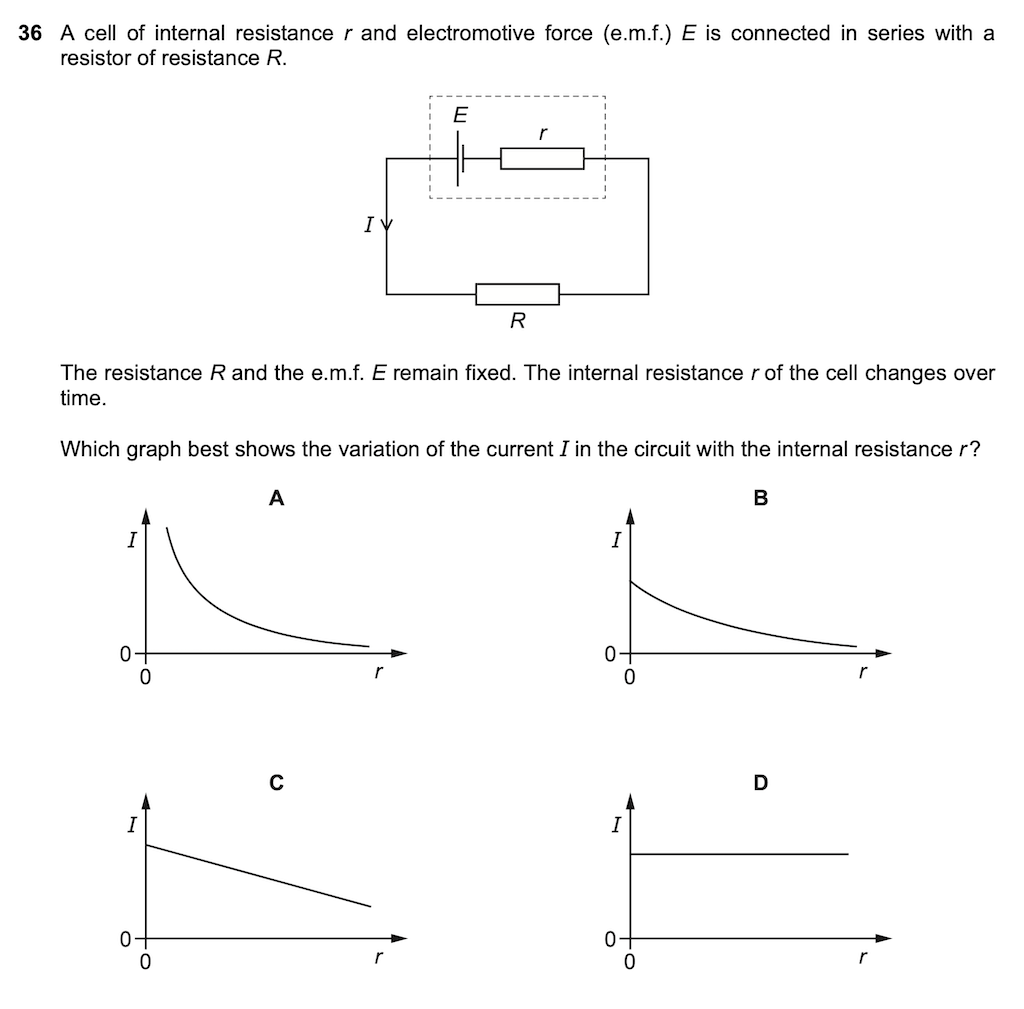 36 A cell of internal resistance r and electromotive force (e.m.f.) E is connected in series with a
resistor of resistance R.
E
r
I
R
The resistance R and the e.m.f. E remain fixed. The internal resistance r of the cell changes over
time.
Which graph best shows the variation of the current I in the circuit with the internal resistance r?
A
I
0
0
r
B
I
0
0
r
C
I
0
0
r
D
I
0
0
r